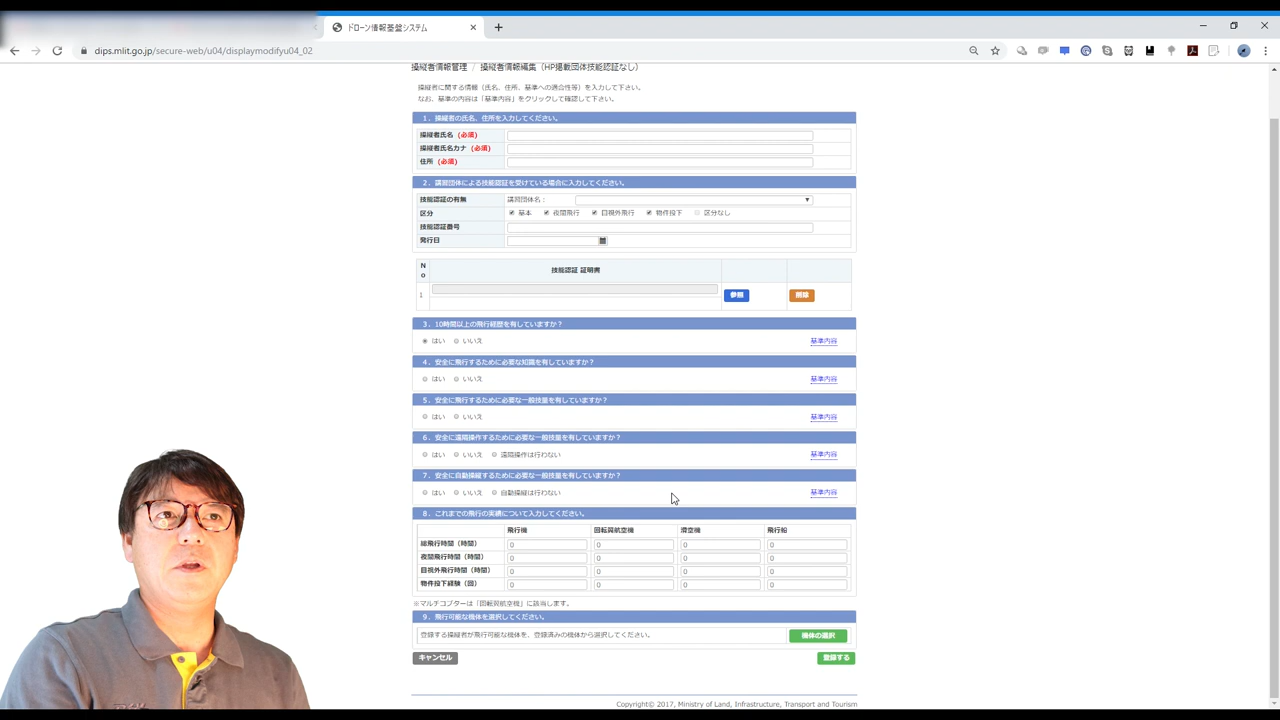 ドローン情報基盤システム
dips.mlit.go.jp/secure-web/u04/displaymodifyu04_02
操縦者情報管理 / 操縦者情報編集（HP掲載団体技能認証なし）
操縦者に関する情報（氏名、住所、基準への適合性等）を入力して下さい。
なお、基準の内容は「基準内容」をクリックして確認して下さい。
1．操縦者の氏名、住所を入力してください。
操縦者氏名（必須）
操縦者氏名カナ（必須）
住所（必須）
2．講習団体による技能認証を受けている場合に入力してください。
技能認証の有無 講習団体名：
区分 基本 夜間飛行 目視外飛行 物件投下 区分なし
技能認証番号
発行日
No 技能認証 証明書
1 参照 削除
3．10時間以上の飛行経歴を有していますか？
はい いいえ 基準内容
4．安全に飛行するために必要な知識を有していますか？
はい いいえ 基準内容
5．安全に飛行するために必要な一般技量を有していますか？
はい いいえ 基準内容
6．安全に遠隔操作するために必要な一般技量を有していますか？
はい いいえ 遠隔操作は行わない 基準内容
7．安全に自動操縦するために必要な一般技量を有していますか？
はい いいえ 自動操縦は行わない 基準内容
8．これまでの飛行の実績について入力してください。
飛行機 回転翼航空機 滑空機 飛行船
総飛行時間（時間） 0 0 0 0
夜間飛行時間（時間） 0 0 0 0
目視外飛行時間（時間） 0 0 0 0
物件投下経験（回） 0 0 0 0
※マルチコプターは「回転翼航空機」に該当します。
9．飛行可能な機体を選択してください。
登録する操縦者が飛行可能な機体を、登録済みの機体から選択してください。 機体の選択
キャンセル 登録する
Copyright© 2017, Ministry of Land, Infrastructure, Transport and Tourism